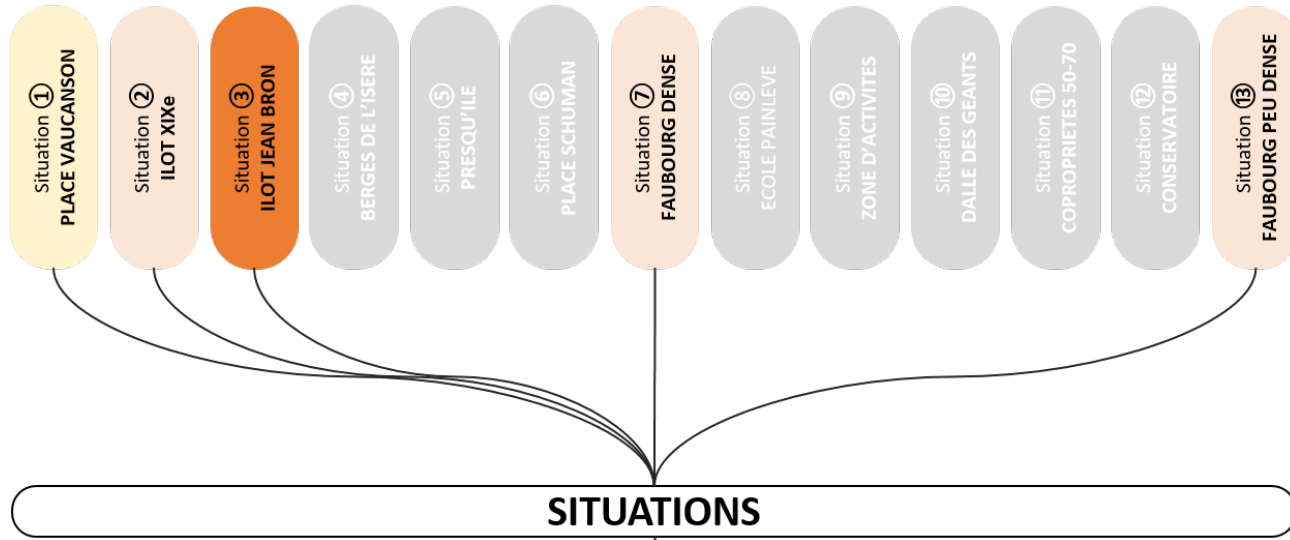 Situation ①
PLACE VAUCANSON
Situation ②
ILOT XIXe
Situation ③
ILOT JEAN BRON
Situation ④
BERGES DE L'ISERE
Situation ⑤
PRESQU'ILE
Situation ⑥
PLACE SCHUMAN
Situation ⑦
FAUBOURG DENSE
Situation ⑧
ECOLE PAINLEVE
Situation ⑨
ZONE D'ACTIVITES
Situation ⑩
DALLE DES GEANTS
Situation ⑪
COPROPRIETES 50-70
Situation ⑫
CONSERVATOIRE
Situation ⑬
FAUBOURG PEU DENSE
SITUATIONS